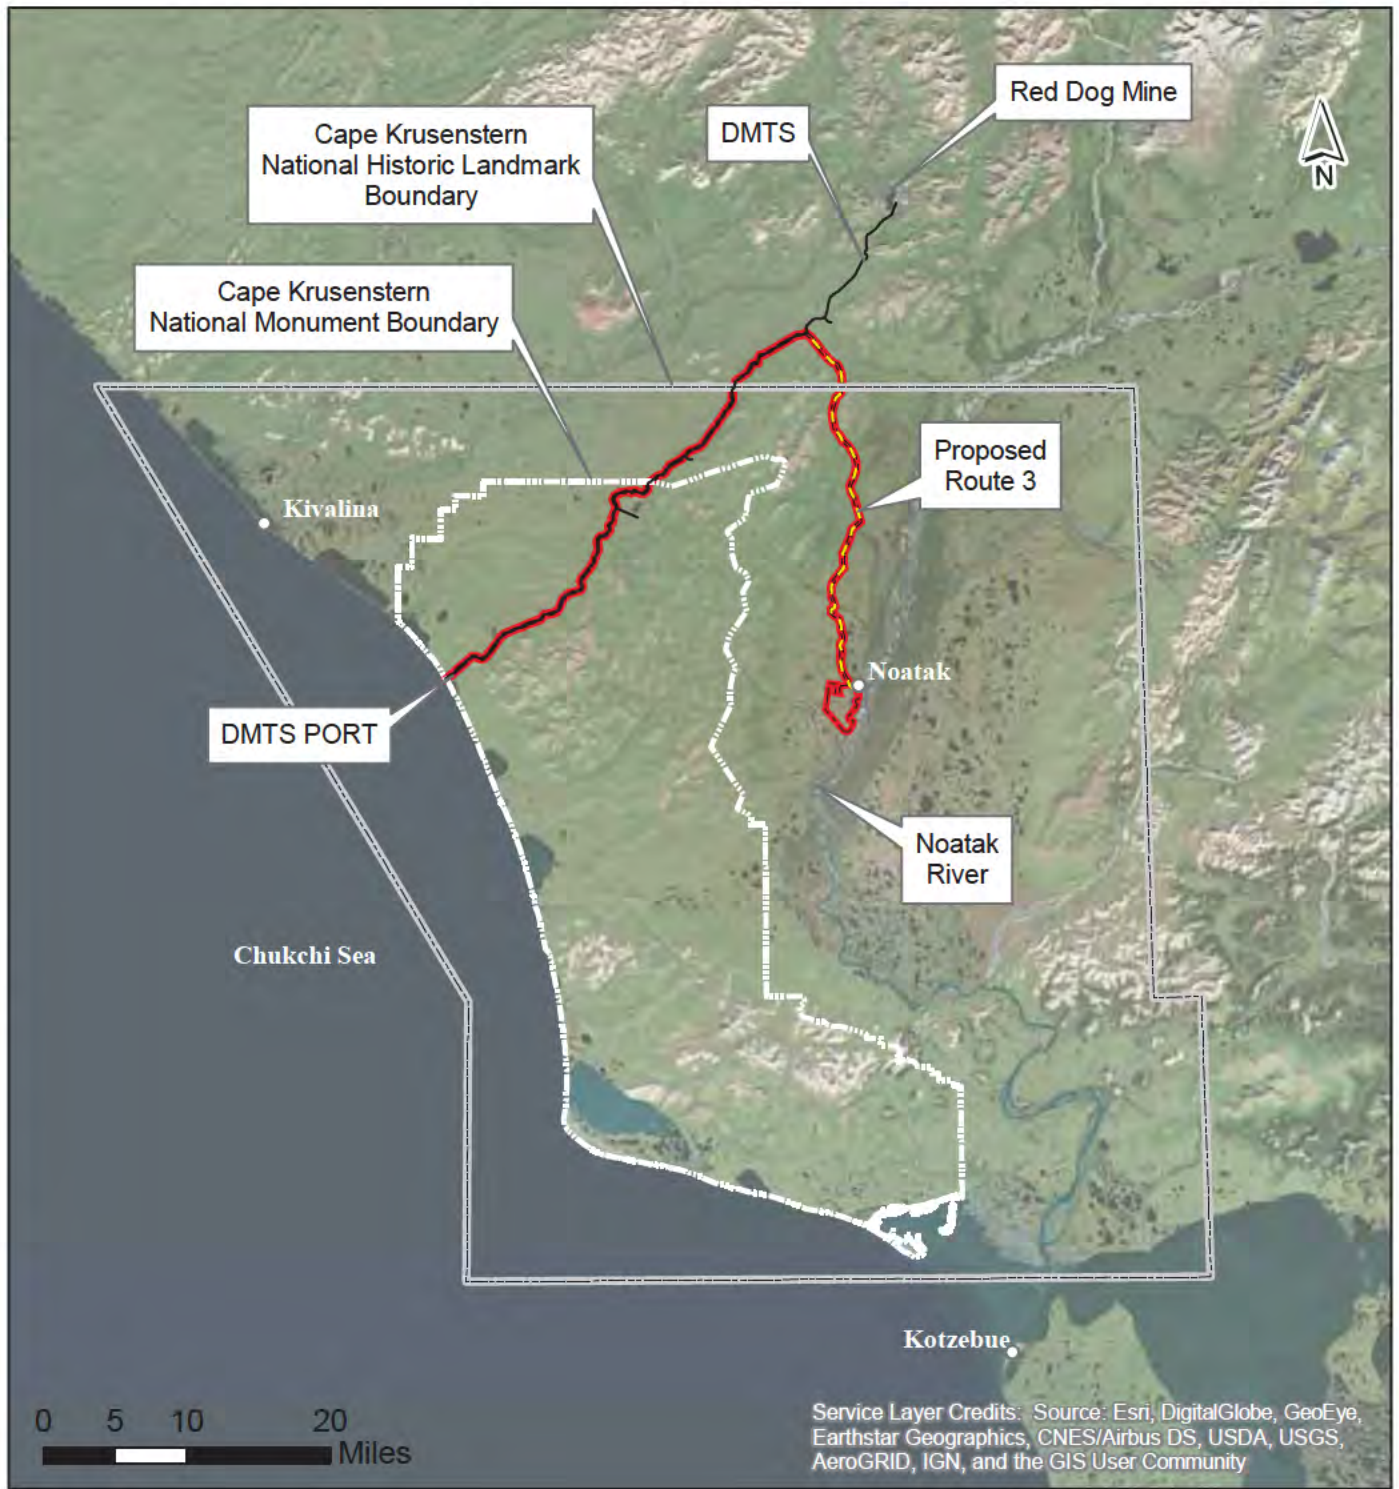 Red Dog Mine
DMTS
Cape Krusenstern
National Historic Landmark
Boundary
N
Cape Krusenstern
National Monument Boundary
Proposed
Route 3
Kivalina
Noatak
DMTS PORT
Noatak
River
Chukchi Sea
Kotzebue
0 5 10 20
Miles
Service Layer Credits: Source: Esri, DigitalGlobe, GeoEye,
Earthstar Geographics, CNES/Airbus DS, USDA, USGS,
AeroGRID, IGN, and the GIS User Community